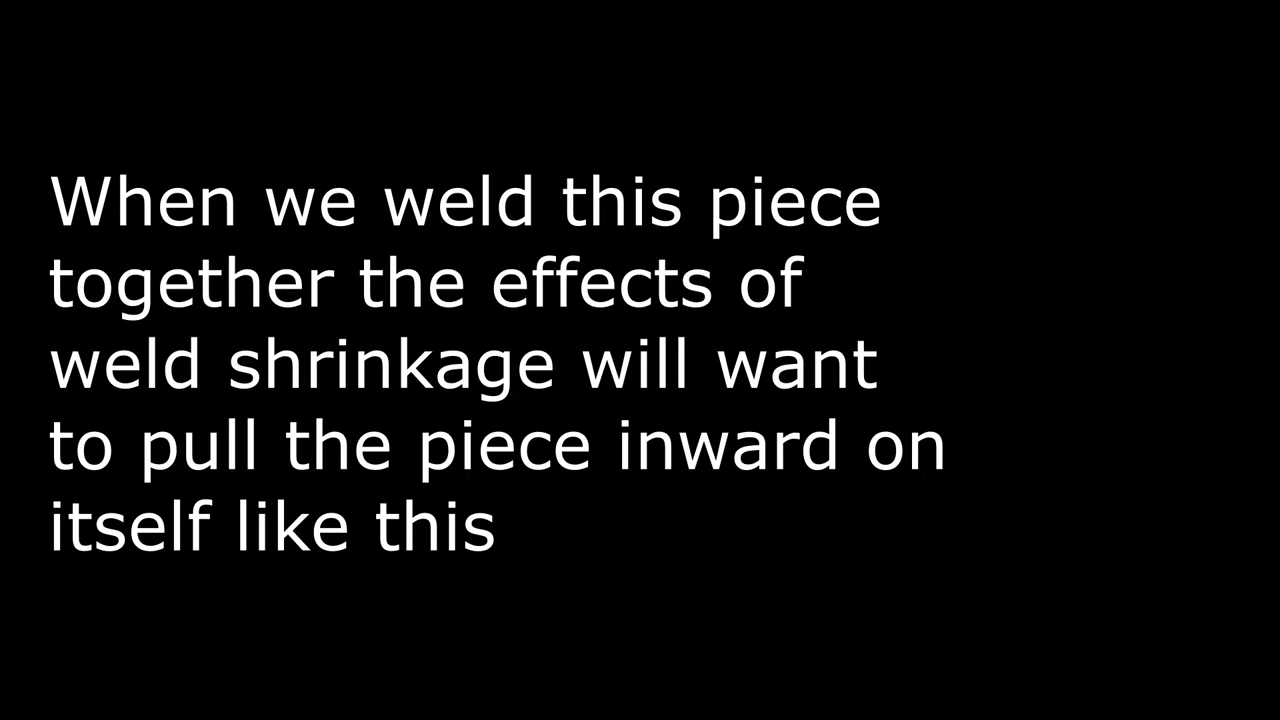 When we weld this piece
together the effects of
weld shrinkage will want
to pull the piece inward on
itself like this